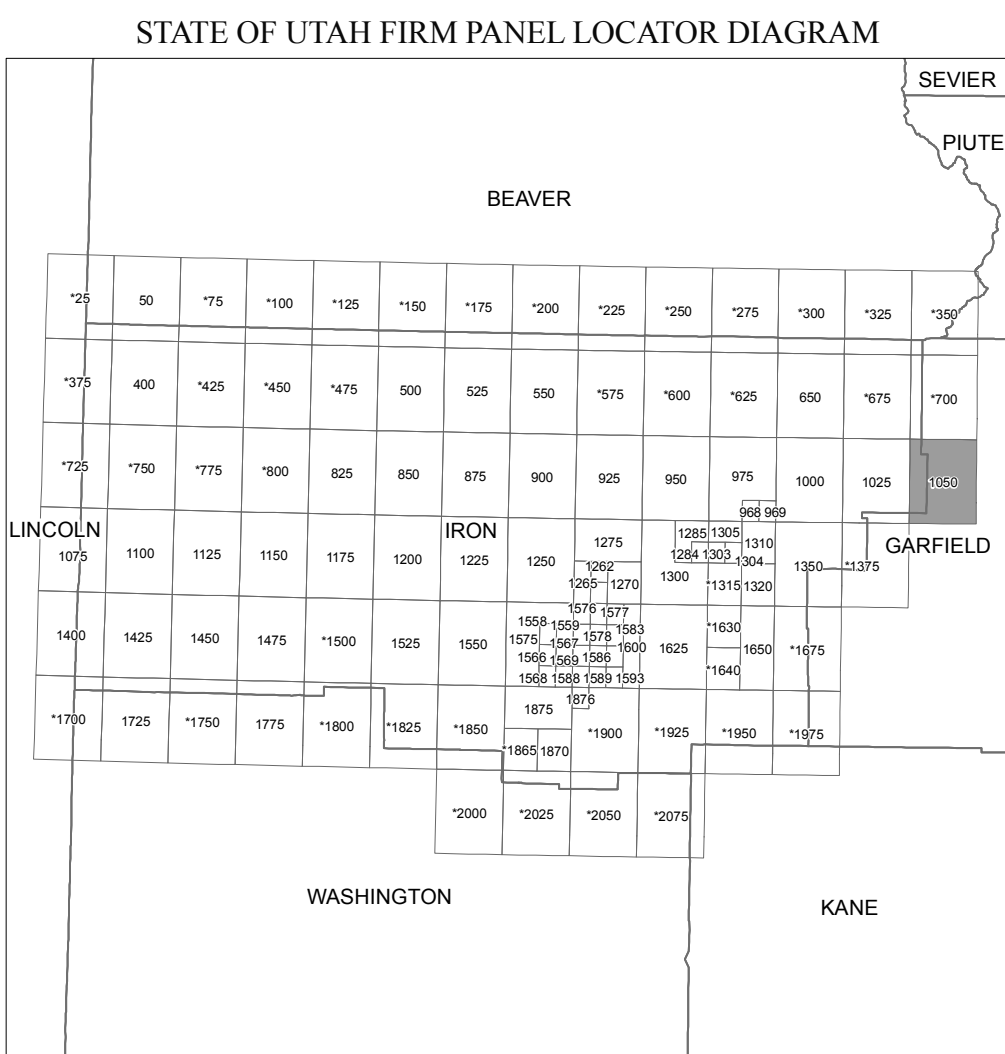 STATE OF UTAH FIRM PANEL LOCATOR DIAGRAM
SEVIER
PIUTE
BEAVER
*25 50 *75 *100 *125 *150 *175 *200 *225 *250 *275 *300 *325 *350
*375 400 *425 *450 *475 500 525 550 *575 *600 *625 650 *675 *700
*725 *750 *775 *800 825 850 875 900 925 950 975 1000 1025 1050
968 969
LINCOLN IRON GARFIELD
1285 1305
1275 1310
1075 1100 1125 1150 1175 1200 1225 1250 1284 1303 1304
1262 1300 1350 *1375
1265 1270 *1315 1320
1576 1577
1558 1559 1583 *1630
1400 1425 1450 1475 *1500 1525 1550 1575 1567 1578 1600 1625 1650 *1675
1566 1569 1586 *1640
1568 1588 1589 1593
1876
1875
*1700 1725 *1750 1775 *1800 *1825 *1850 *1900 *1925 *1950 *1975
*1865 1870
*2000 *2025 *2050 *2075
WASHINGTON
KANE